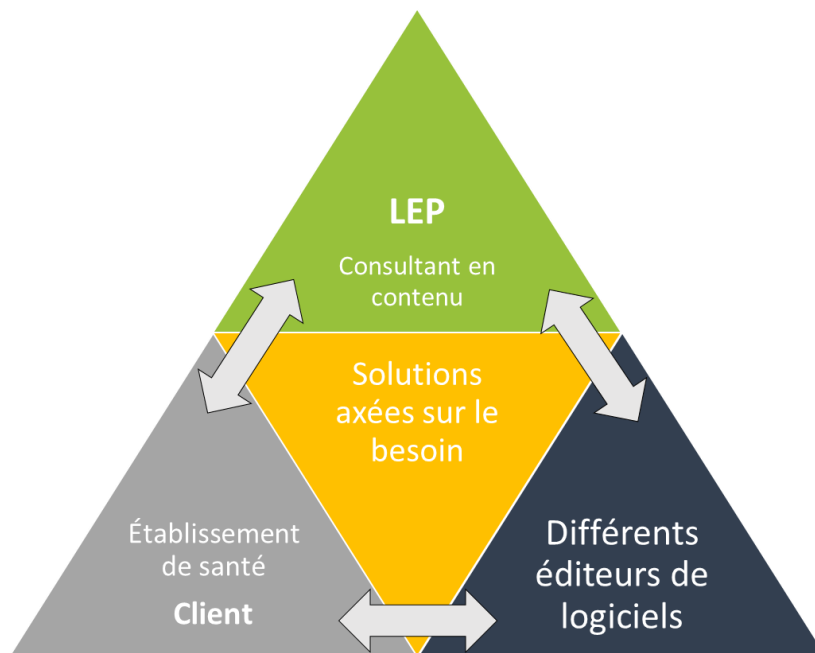 LEP
Consultant en
contenu
Solutions
axées sur le
besoin
Établissement
de santé
Client
Différents
éditeurs de
logiciels